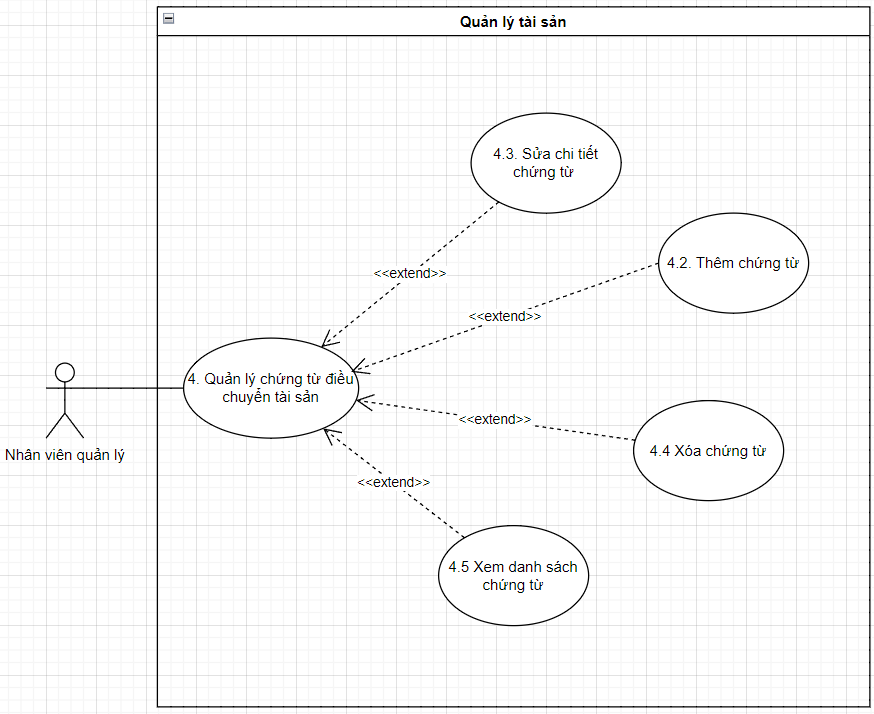 Quản lý tài sản
4.3. Sửa chi tiết
chứng từ
4.2. Thêm chứng từ
<<extend>>
<<extend>>
4. Quản lý chứng từ điều
chuyển tài sản
<<extend>>
4.4 Xóa chứng từ
Nhân viên quản lý
<<extend>>
4.5 Xem danh sách
chứng từ